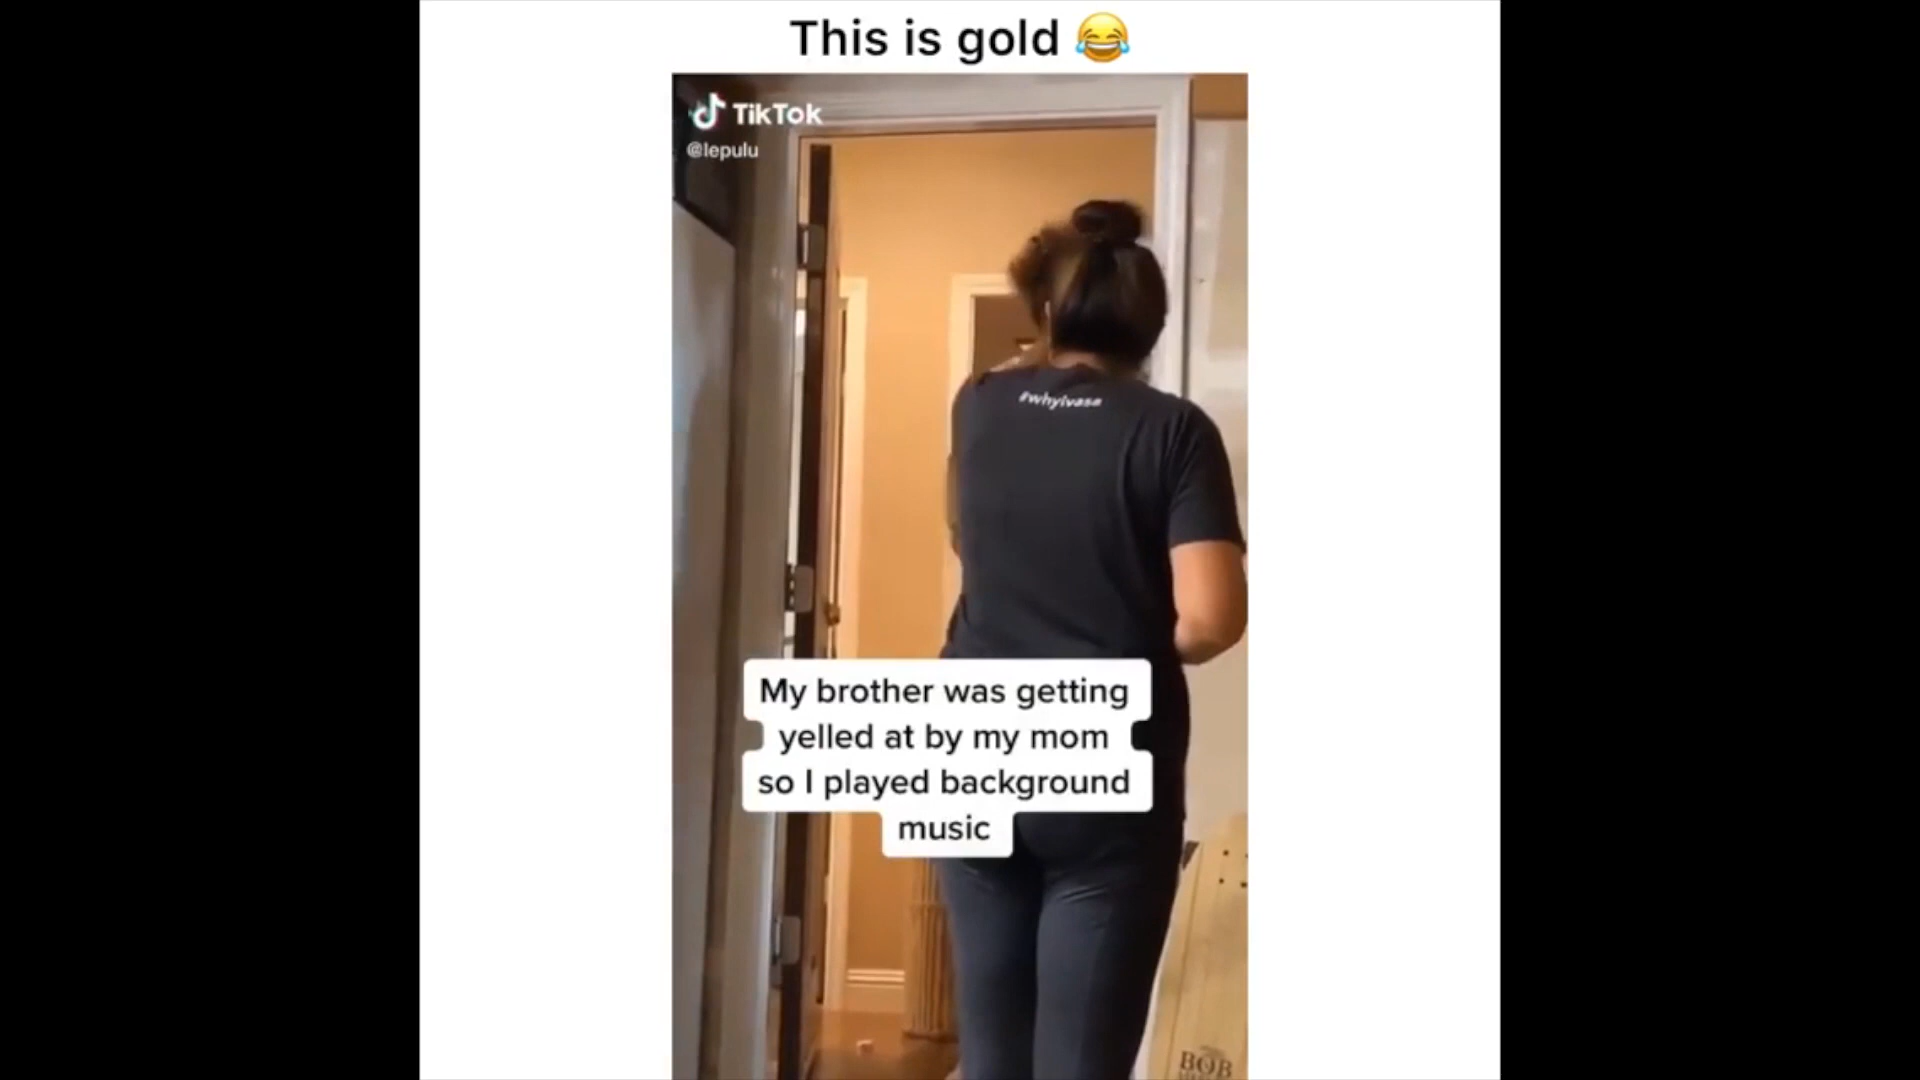 This is gold 😂
TikTok
@lepulu
#whyivasa
My brother was getting
yelled at by my mom
so I played background
music
BOB